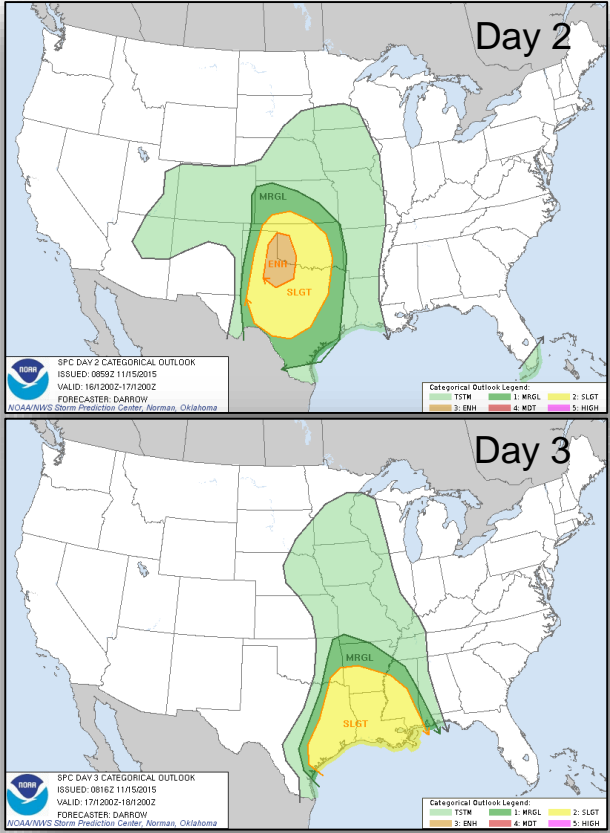 Day 2
MRGL
ENH
SLGT
NOAA
SPC DAY 2 CATEGORICAL OUTLOOK
ISSUED: 0859Z 11/15/2015
VALID: 16/1200Z-17/1200Z
FORECASTER: DARROW
NOAA/NWS Storm Prediction Center, Norman, Oklahoma
Categorical Outlook Legend:
TSTM 1: MRGL 2: SLGT
3: ENH 4: MDT 5: HIGH
Day 3
MRGL
SLGT
NOAA
SPC DAY 3 CATEGORICAL OUTLOOK
ISSUED: 0816Z 11/15/2015
VALID: 17/1200Z-18/1200Z
FORECASTER: DARROW
NOAA/NWS Storm Prediction Center, Norman, Oklahoma
Categorical Outlook Legend:
TSTM 1: MRGL 2: SLGT
3: ENH 4: MDT 5: HIGH